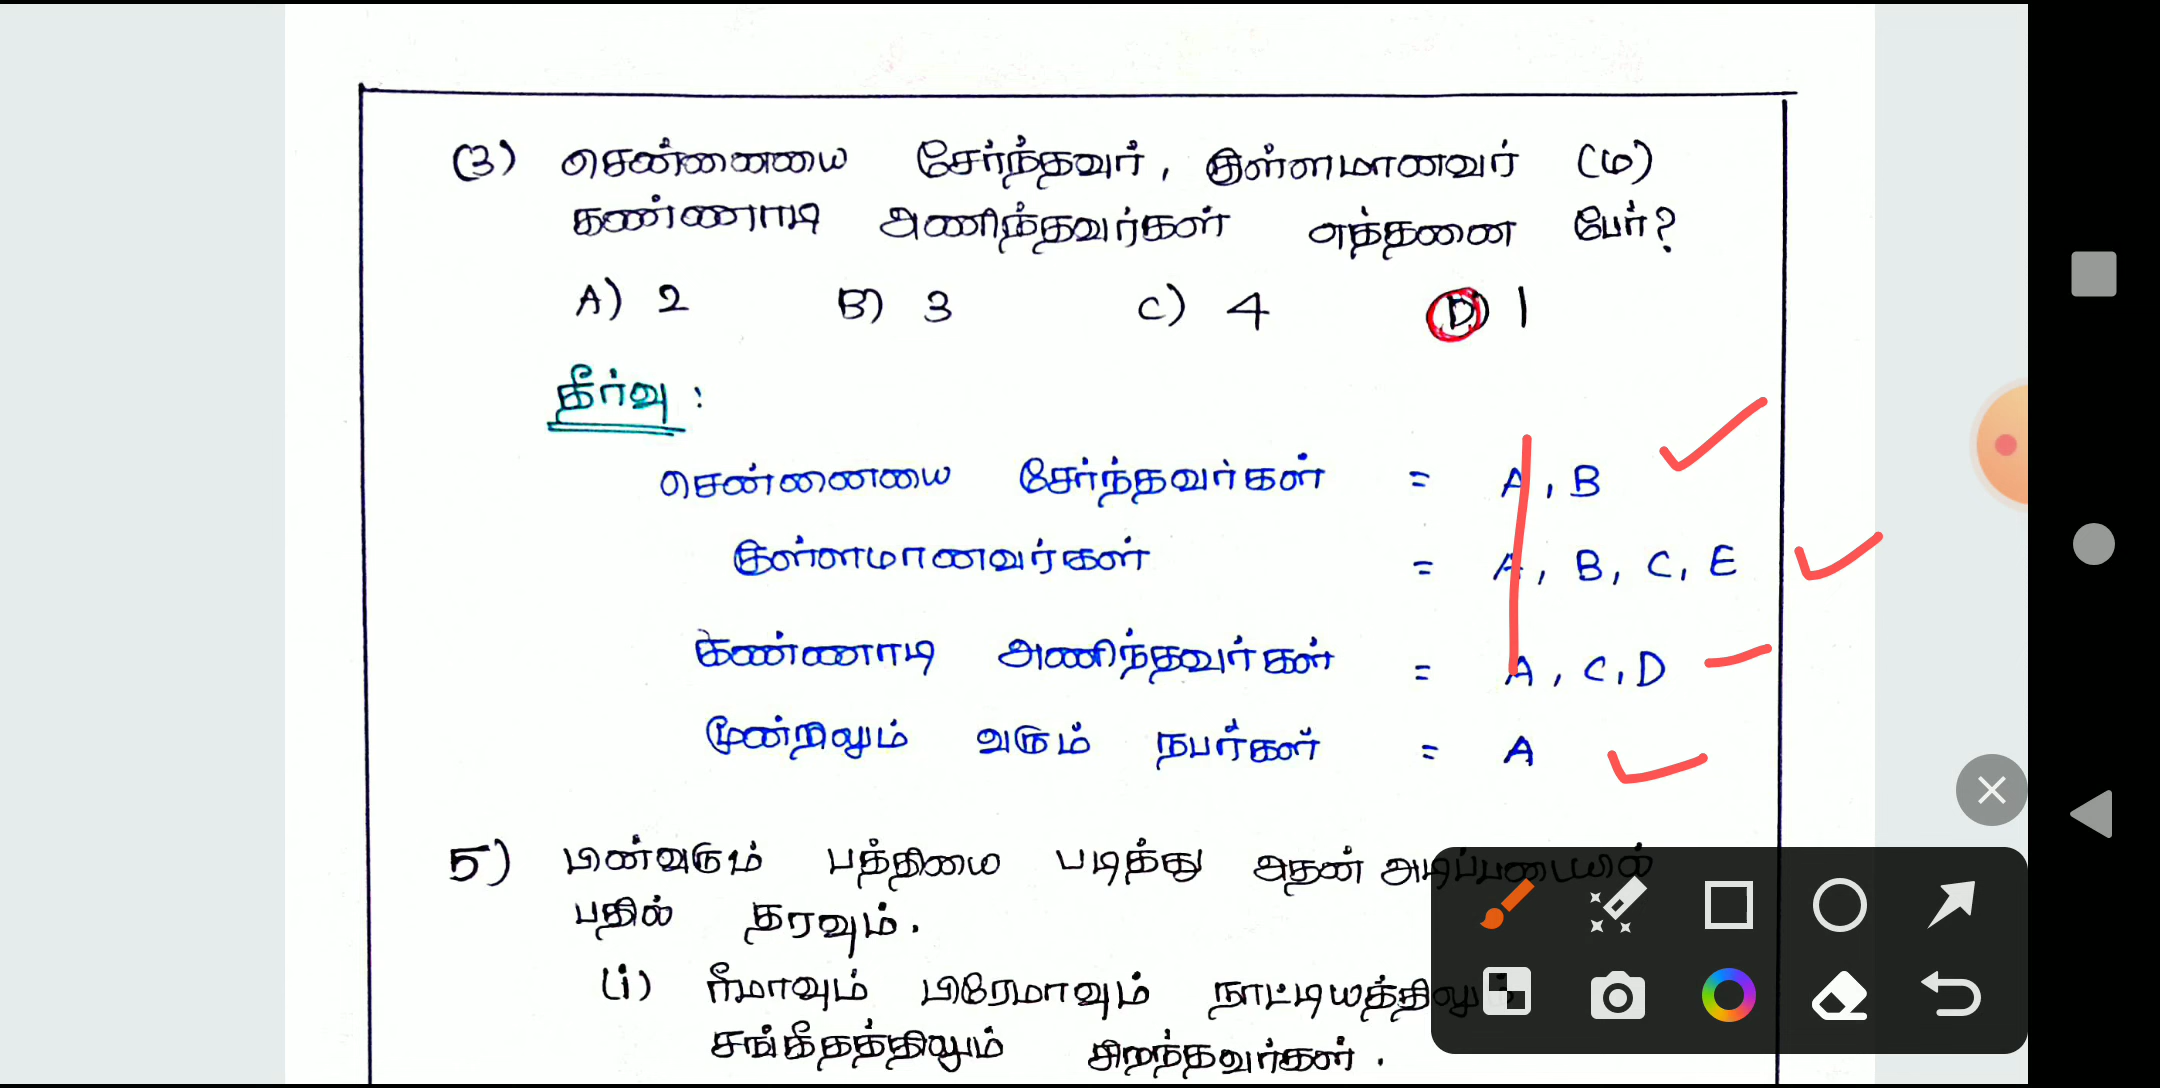 (3) சென்னையை சேர்ந்தவர், குள்ளமானவர் (ம)
கண்ணாடி அணிந்தவர்கள் எத்தனை பேர்?
A) 2 B) 3 C) 4 D) 1
தீர்வு :
சென்னையை சேர்ந்தவர்கள் = A, B
குள்ளமானவர்கள் = A, B, C, E
கண்ணாடி அணிந்தவர்கள் = A, C, D
மூன்றிலும் வரும் நபர்கள் = A
5) பின்வரும் பத்தியை படித்து அதன் அடிப்படையில்
பதில் தரவும்.
(i) ரீமாவும் பிரேமாவும் நாட்டியத்திலும்
சங்கீதத்திலும் சிறந்தவர்கள்.